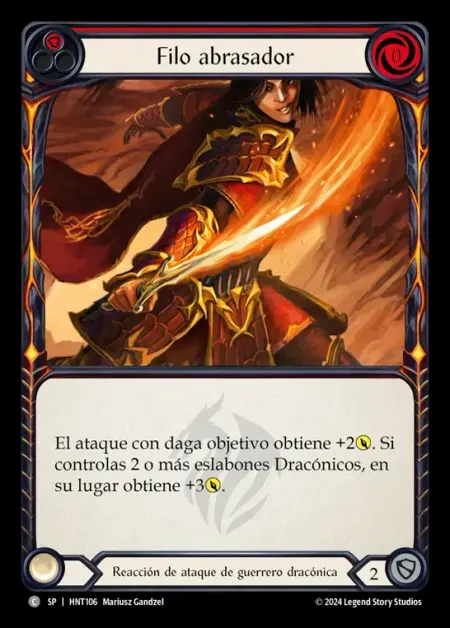 Filo abrasador
0
El ataque con daga objetivo obtiene +2. Si
controlas 2 o más eslabones Dracónicos, en
su lugar obtiene +3.
Reacción de ataque de guerrero dracónica
2
C SP | HNT106 Mariusz Gandzel
© 2024 Legend Story Studios